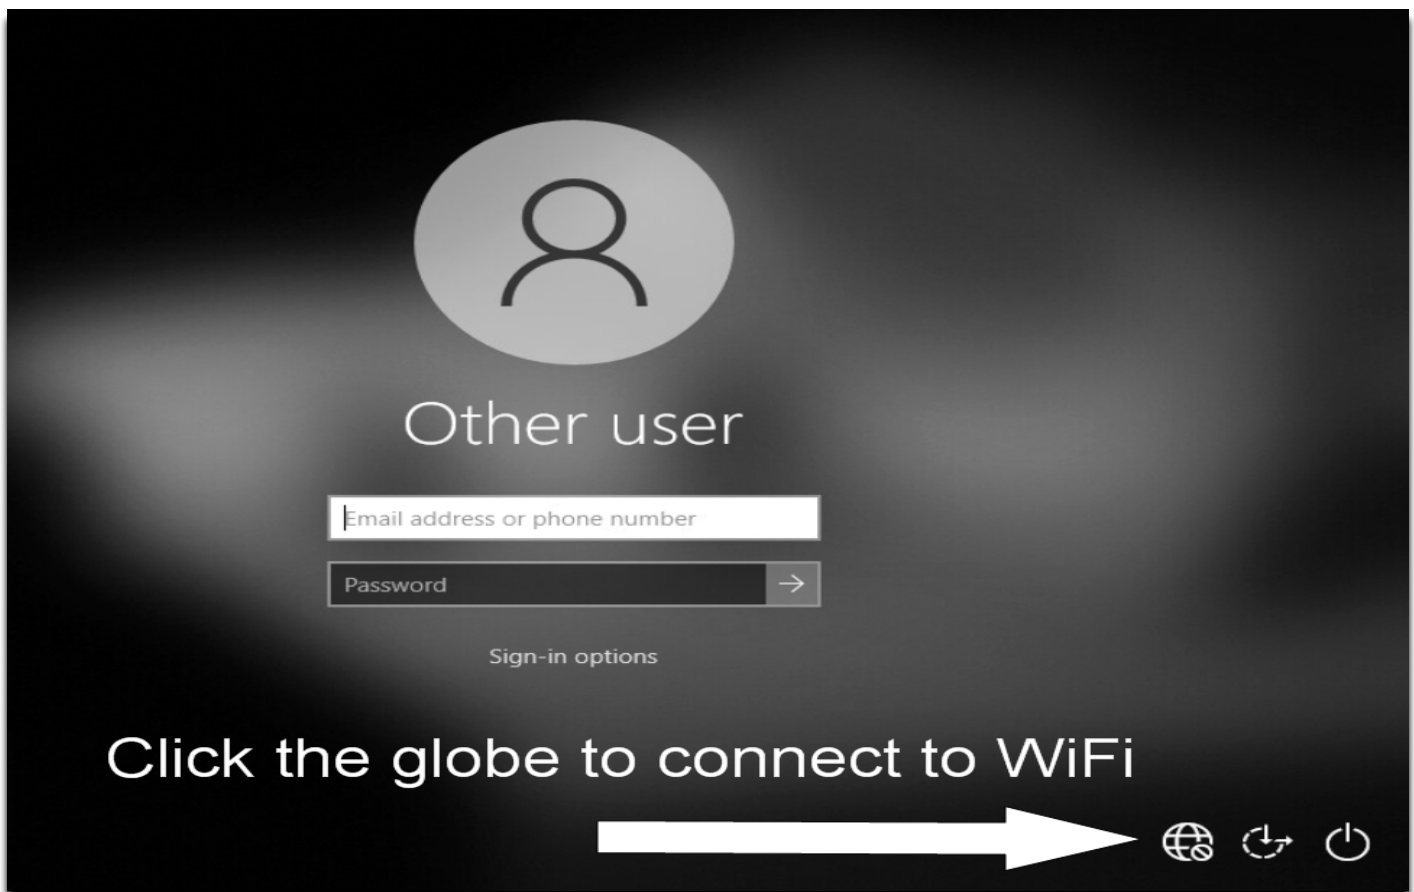 Other user
Email address or phone number
Password
Sign-in options
Click the globe to connect to WiFi